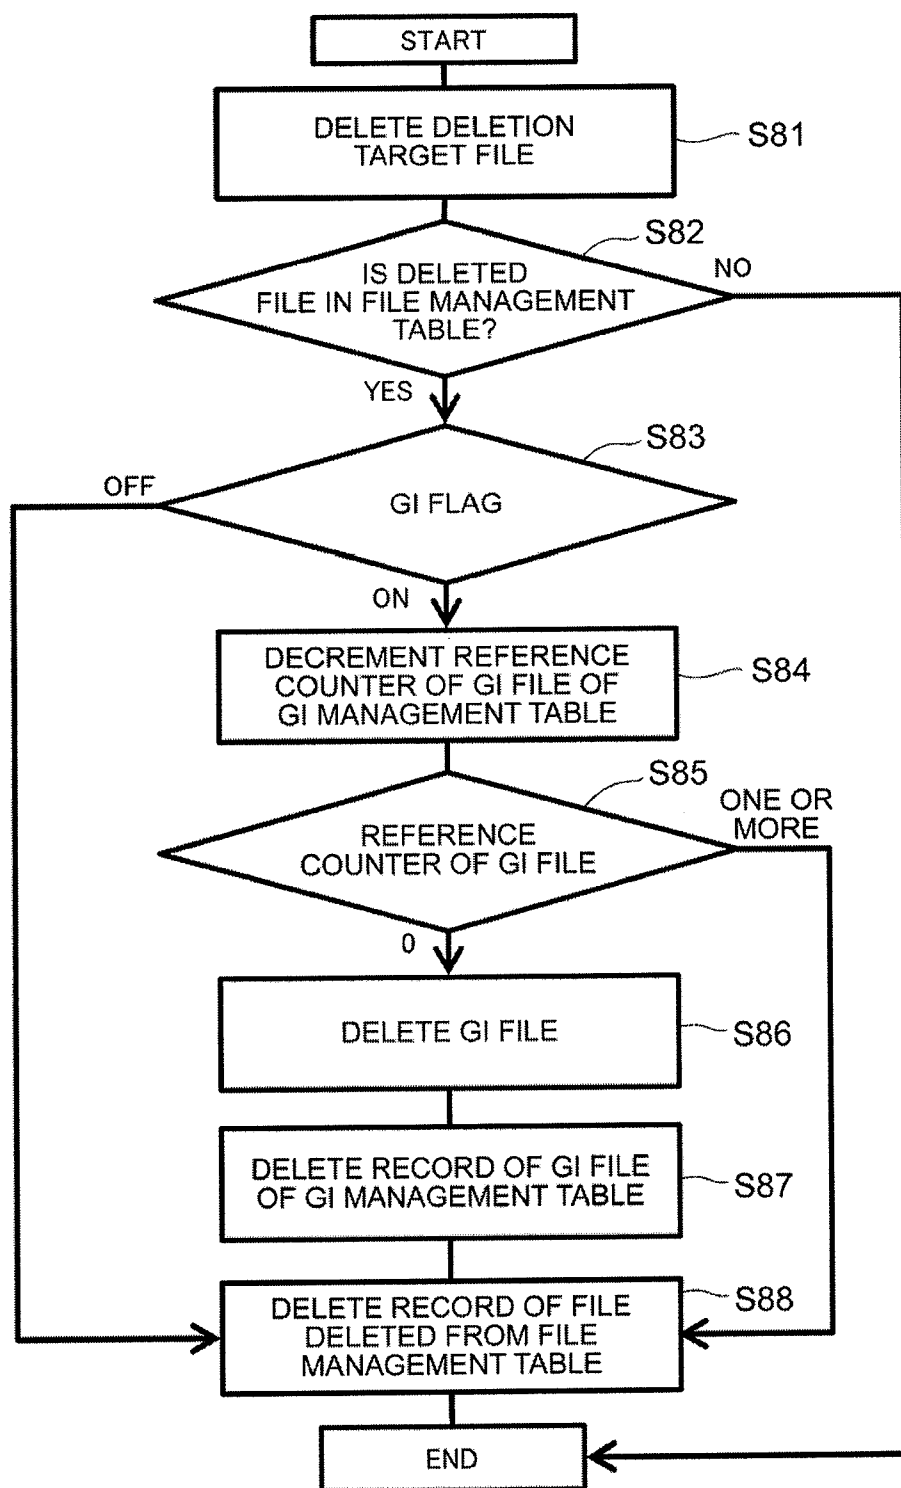 START
DELETE DELETION
TARGET FILE
S81
S82
IS DELETED
FILE IN FILE MANAGEMENT
TABLE?
NO
YES
S83
OFF
GI FLAG
ON
DECREMENT REFERENCE
COUNTER OF GI FILE OF
GI MANAGEMENT TABLE
S84
S85
ONE OR
MORE
REFERENCE
COUNTER OF GI FILE
0
DELETE GI FILE
S86
DELETE RECORD OF GI FILE
OF GI MANAGEMENT TABLE
S87
DELETE RECORD OF FILE
DELETED FROM FILE
MANAGEMENT TABLE
S88
END